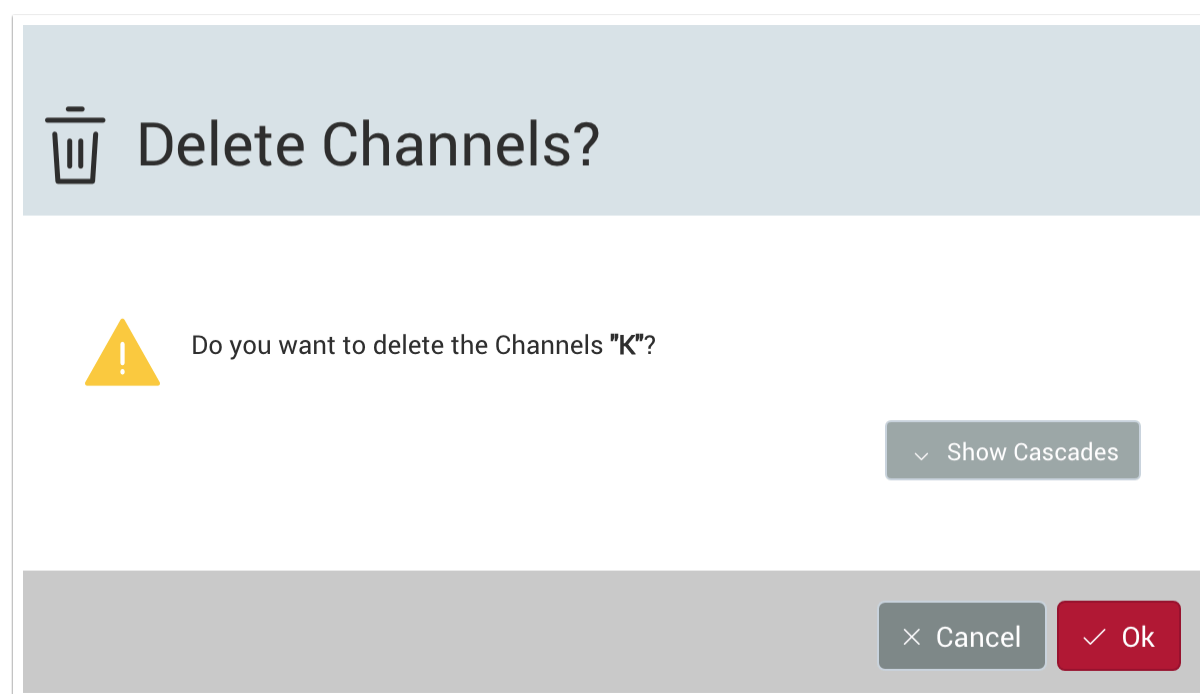 Delete Channels?
Do you want to delete the Channels "K"?
Show Cascades
Cancel
Ok